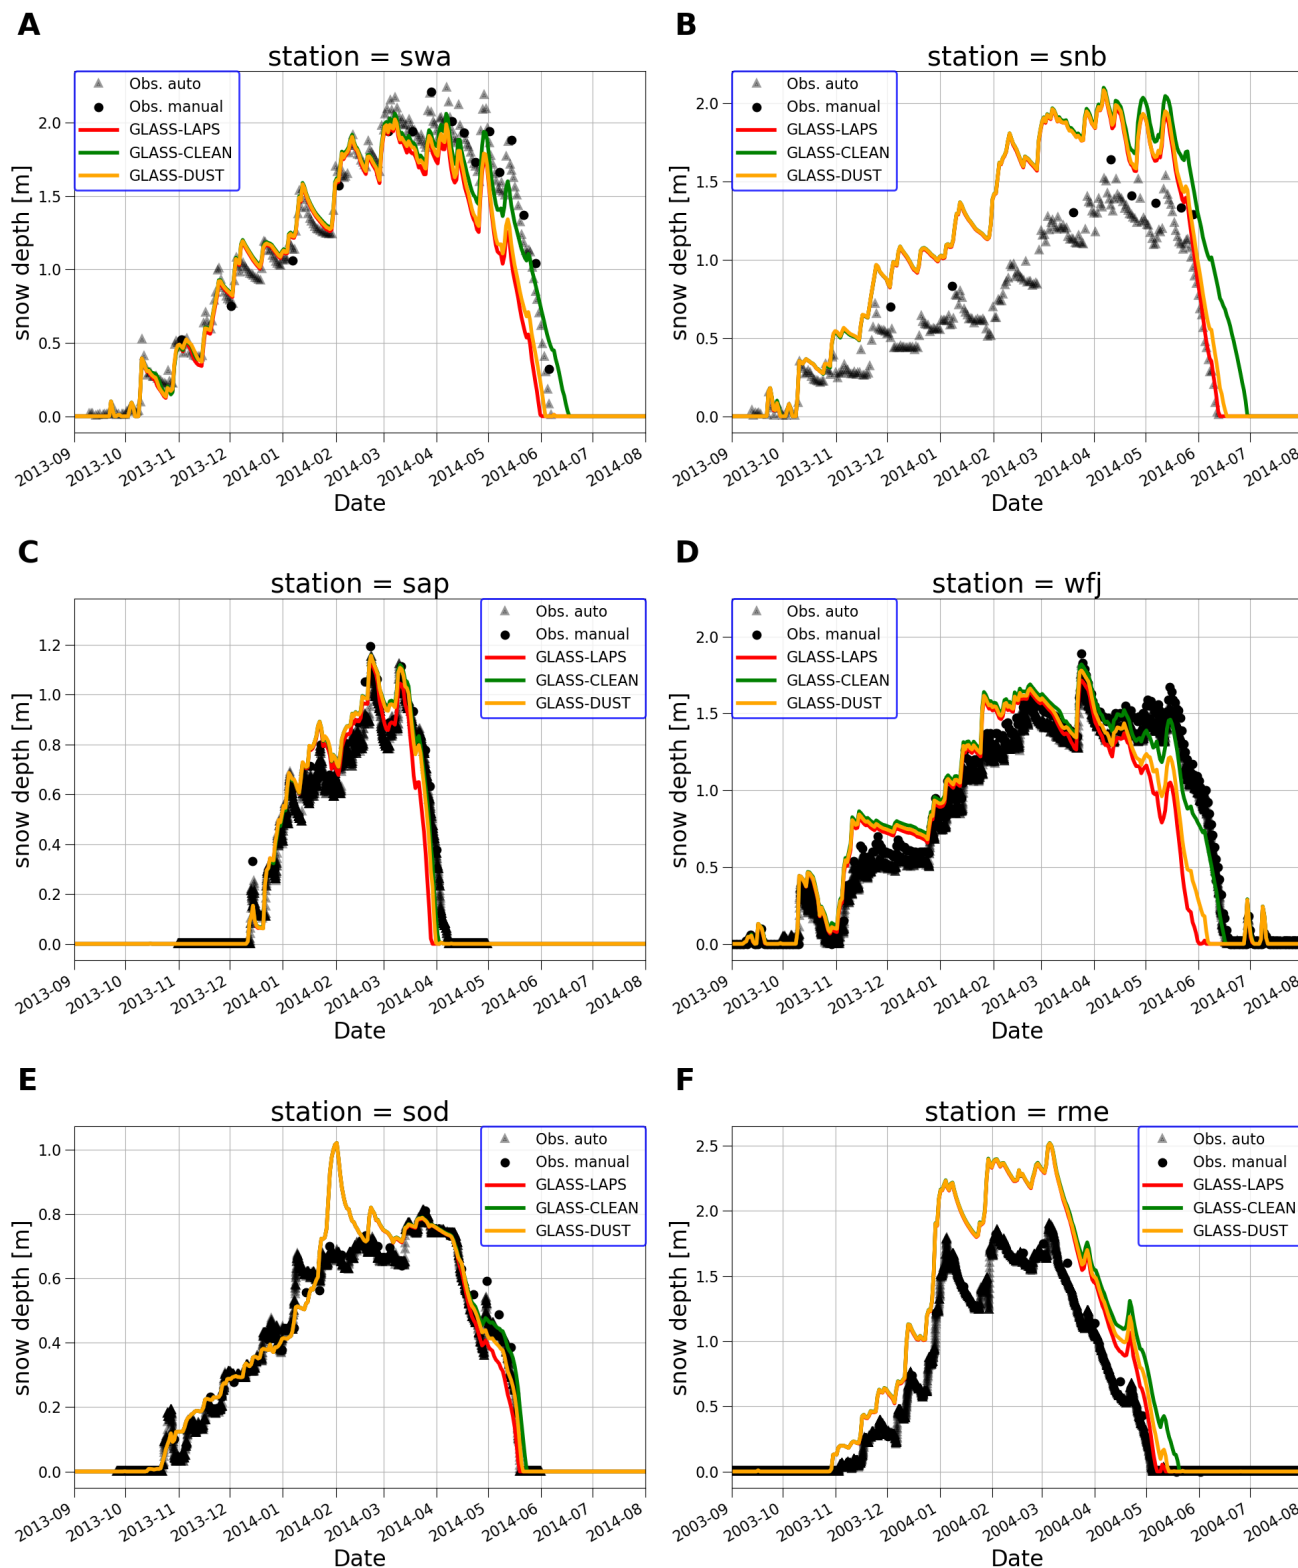 A
station = swa
Obs. auto
Obs. manual
GLASS-LAPS
GLASS-CLEAN
GLASS-DUST
snow depth [m]
2.0
1.5
1.0
0.5
0.0
2013-09
2013-10
2013-11
2013-12
2014-01
2014-02
2014-03
2014-04
2014-05
2014-06
2014-07
2014-08
Date
B
station = snb
Obs. auto
Obs. manual
GLASS-LAPS
GLASS-CLEAN
GLASS-DUST
snow depth [m]
2.0
1.5
1.0
0.5
0.0
2013-09
2013-10
2013-11
2013-12
2014-01
2014-02
2014-03
2014-04
2014-05
2014-06
2014-07
2014-08
Date
C
station = sap
Obs. auto
Obs. manual
GLASS-LAPS
GLASS-CLEAN
GLASS-DUST
snow depth [m]
1.2
1.0
0.8
0.6
0.4
0.2
0.0
2013-09
2013-10
2013-11
2013-12
2014-01
2014-02
2014-03
2014-04
2014-05
2014-06
2014-07
2014-08
Date
D
station = wfj
Obs. auto
Obs. manual
GLASS-LAPS
GLASS-CLEAN
GLASS-DUST
snow depth [m]
2.0
1.5
1.0
0.5
0.0
2013-09
2013-10
2013-11
2013-12
2014-01
2014-02
2014-03
2014-04
2014-05
2014-06
2014-07
2014-08
Date
E
station = sod
Obs. auto
Obs. manual
GLASS-LAPS
GLASS-CLEAN
GLASS-DUST
snow depth [m]
1.0
0.8
0.6
0.4
0.2
0.0
2013-09
2013-10
2013-11
2013-12
2014-01
2014-02
2014-03
2014-04
2014-05
2014-06
2014-07
2014-08
Date
F
station = rme
Obs. auto
Obs. manual
GLASS-LAPS
GLASS-CLEAN
GLASS-DUST
snow depth [m]
2.5
2.0
1.5
1.0
0.5
0.0
2003-09
2003-10
2003-11
2003-12
2004-01
2004-02
2004-03
2004-04
2004-05
2004-06
2004-07
2004-08
Date